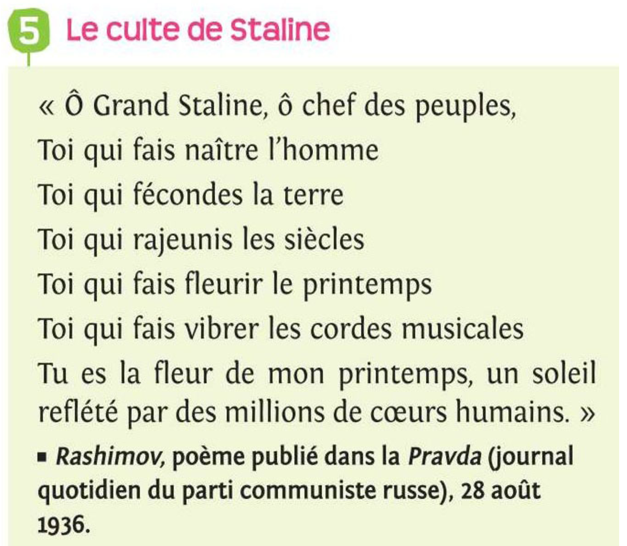 5 Le culte de Staline
« Ô Grand Staline, ô chef des peuples,
Toi qui fais naître l'homme
Toi qui fécondes la terre
Toi qui rajeunis les siècles
Toi qui fais fleurir le printemps
Toi qui fais vibrer les cordes musicales
Tu es la fleur de mon printemps, un soleil
reflété par des millions de cœurs humains. »
▪ Rashimov, poème publié dans la Pravda (journal
quotidien du parti communiste russe), 28 août
1936.